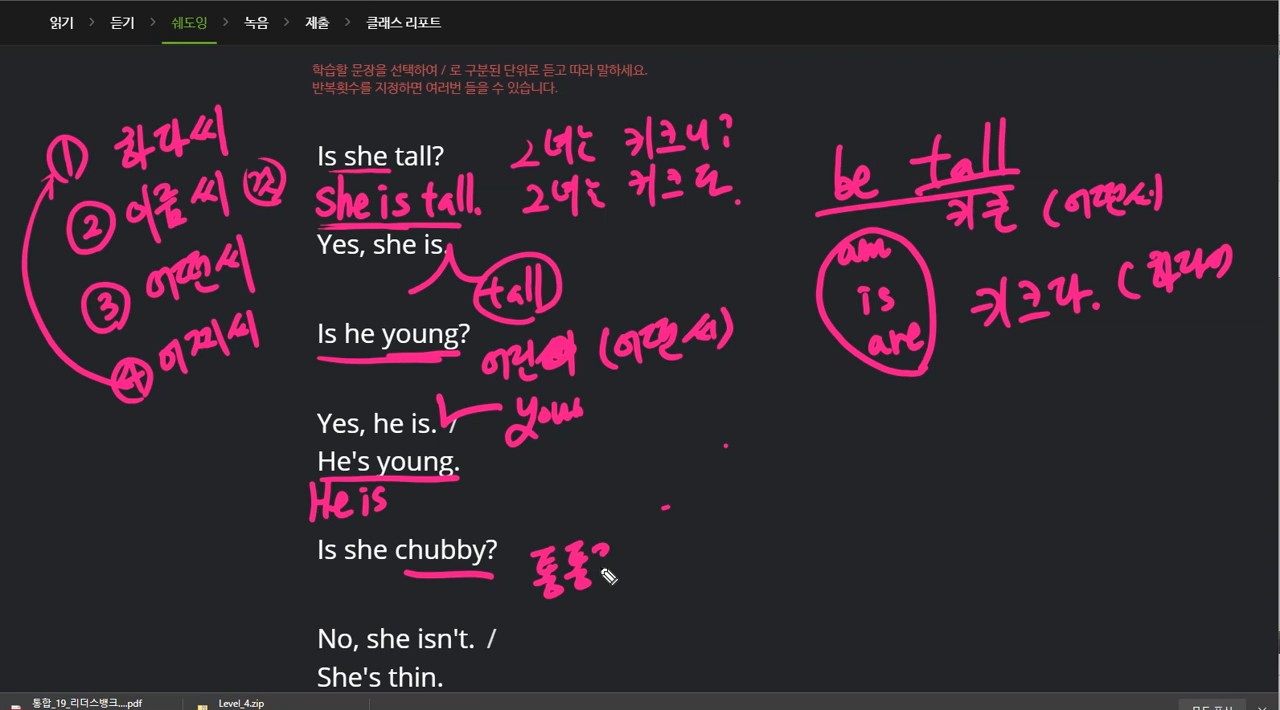 읽기 > 듣기 > 쉐도잉 > 녹음 > 제출 > 클래스 리포트
학습할 문장을 선택하여 / 로 구분된 단위로 듣고 따라 말하세요.
반복횟수를 지정하면 여러번 들을 수 있습니다.
① 하다씨
② 이름씨
③ 어떤씨
④ 어찌씨
Is she tall? 그녀는 키크니?
She is tall. 그녀는 키크다.
Yes, she is.
tall
Is he young?
어린 (어떤씨)
Yes, he is. /
He's young.
He is
Is she chubby? 통통
No, she isn't. /
She's thin.
be tall
키큰 (어떤씨)
am
is
are
키크다. (하다
통합_19_리더스뱅크....pdf
Level_4.zip